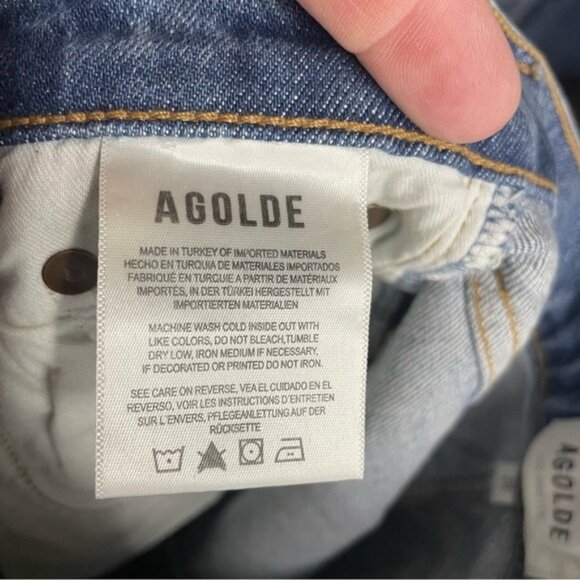 AGOLDE
MADE IN TURKEY OF IMPORTED MATERIALS
HECHO EN TURQUIA DE MATERIALES IMPORTADOS
FABRIQUÉ EN TURQUIE A PARTIR DE MATÉRIAUX
IMPORTES, IN DER TÜRKEI HERGESTELLT MIT
IMPORTIERTEN MATERIALIEN
MACHINE WASH COLD INSIDE OUT WITH
LIKE COLORS, DO NOT BLEACH,TUMBLE
DRY LOW, IRON MEDIUM IF NECESSARY.
IF DECORATED OR PRINTED DO NOT IRON.
SEE CARE ON REVERSE, VEA EL CUIDADO EN EL
REVERSO, VOIR LES INSTRUCTIONS D'ENTRETIEN
SUR L'ENVERS, PFLEGEANLEITUNG AUF DER
RÜCKSETTE
AGOLDE